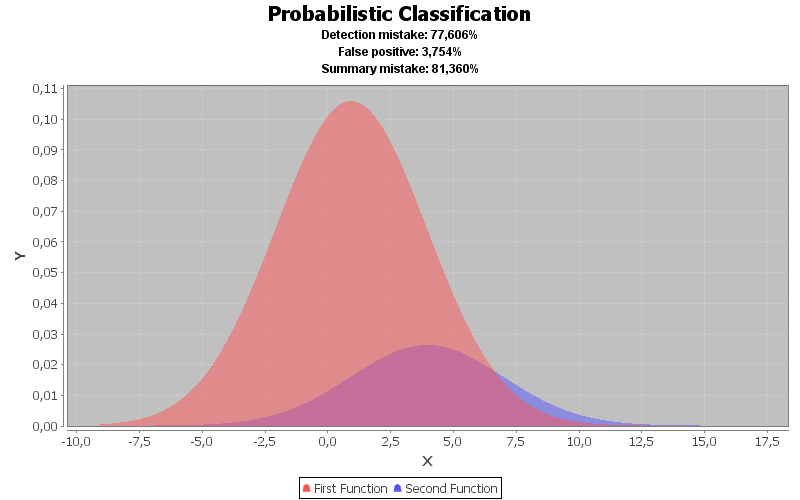 Probabilistic Classification
Detection mistake: 77,606%
False positive: 3,754%
Summary mistake: 81,360%
0,11
0,10
0,09
0,08
0,07
0,06
0,05
0,04
0,03
0,02
0,01
0,00
Y
-10,0 -7,5 -5,0 -2,5 0,0 2,5 5,0 7,5 10,0 12,5 15,0 17,5
X
First Function Second Function